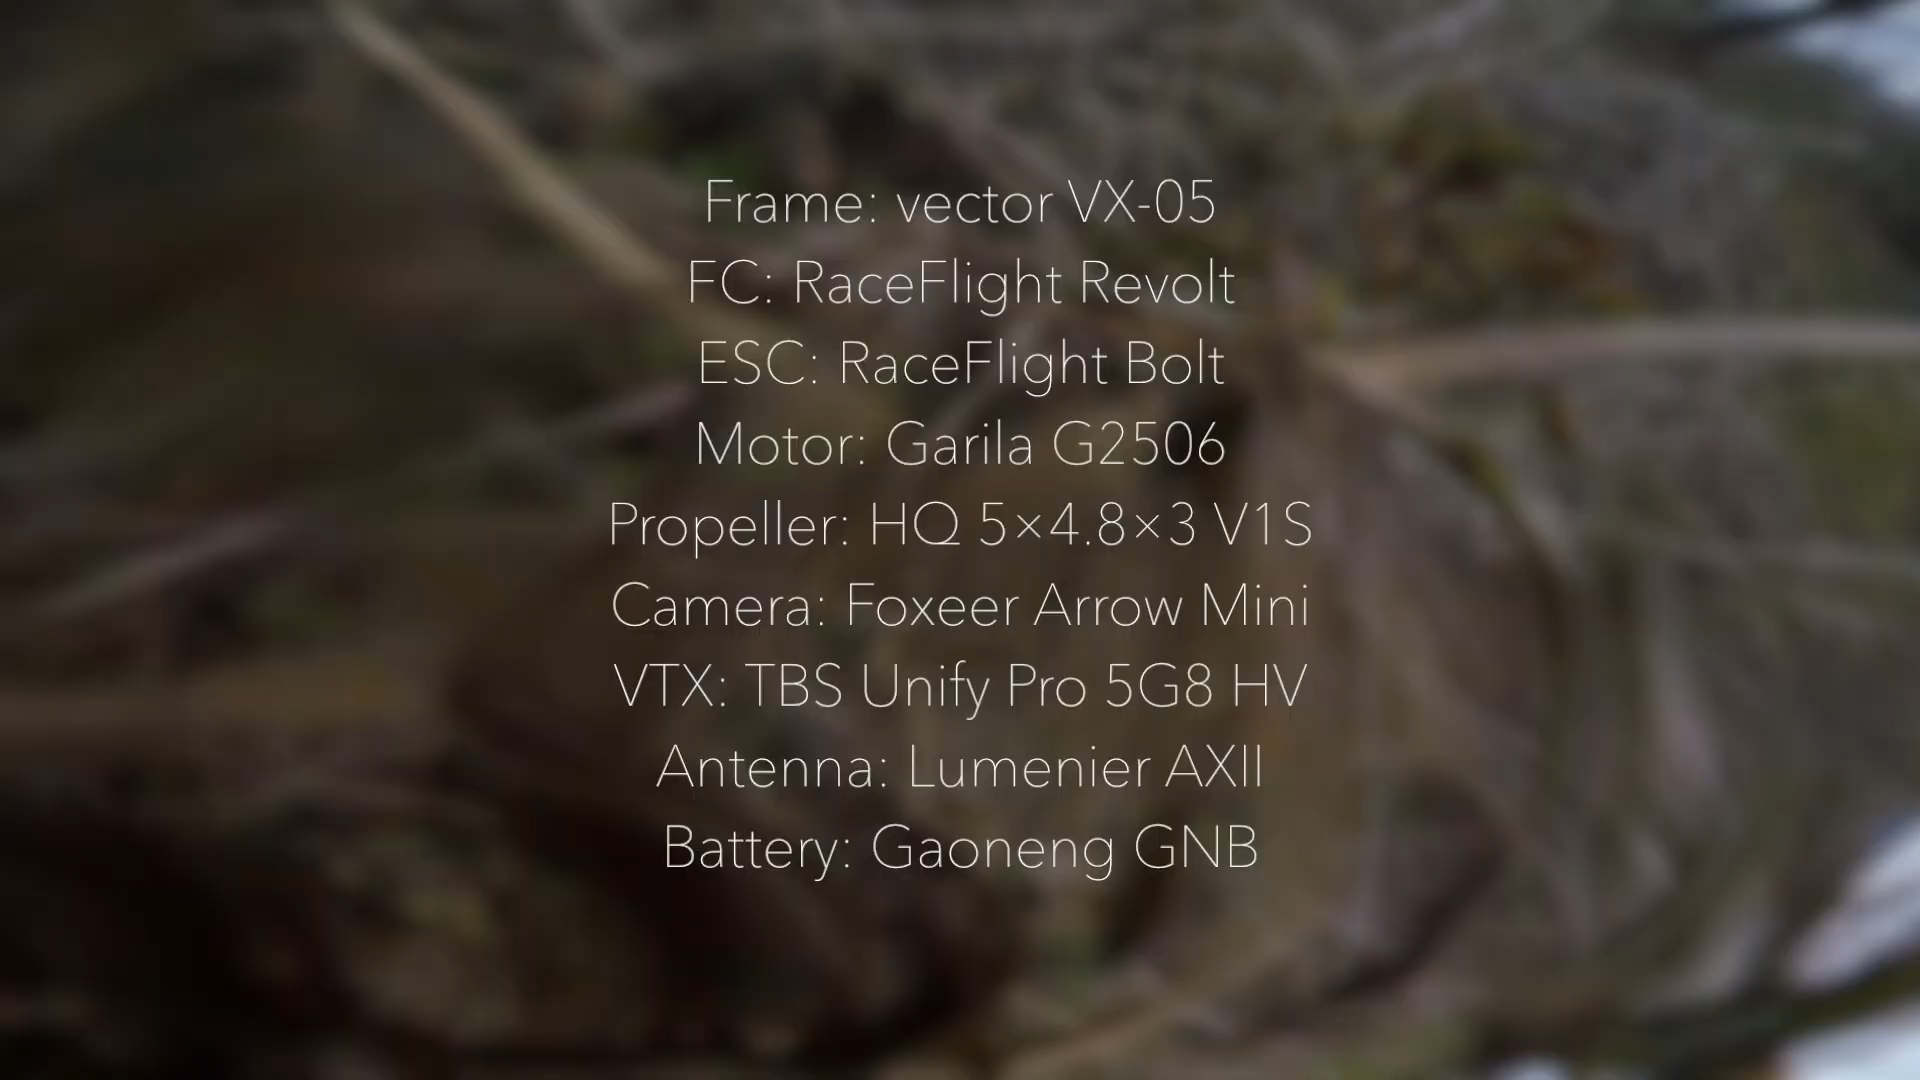 Frame: vector VX-05
FC: RaceFlight Revolt
ESC: RaceFlight Bolt
Motor: Garila G2506
Propeller: HQ 5×4.8×3 V1S
Camera: Foxeer Arrow Mini
VTX: TBS Unify Pro 5G8 HV
Antenna: Lumenier AXII
Battery: Gaoneng GNB